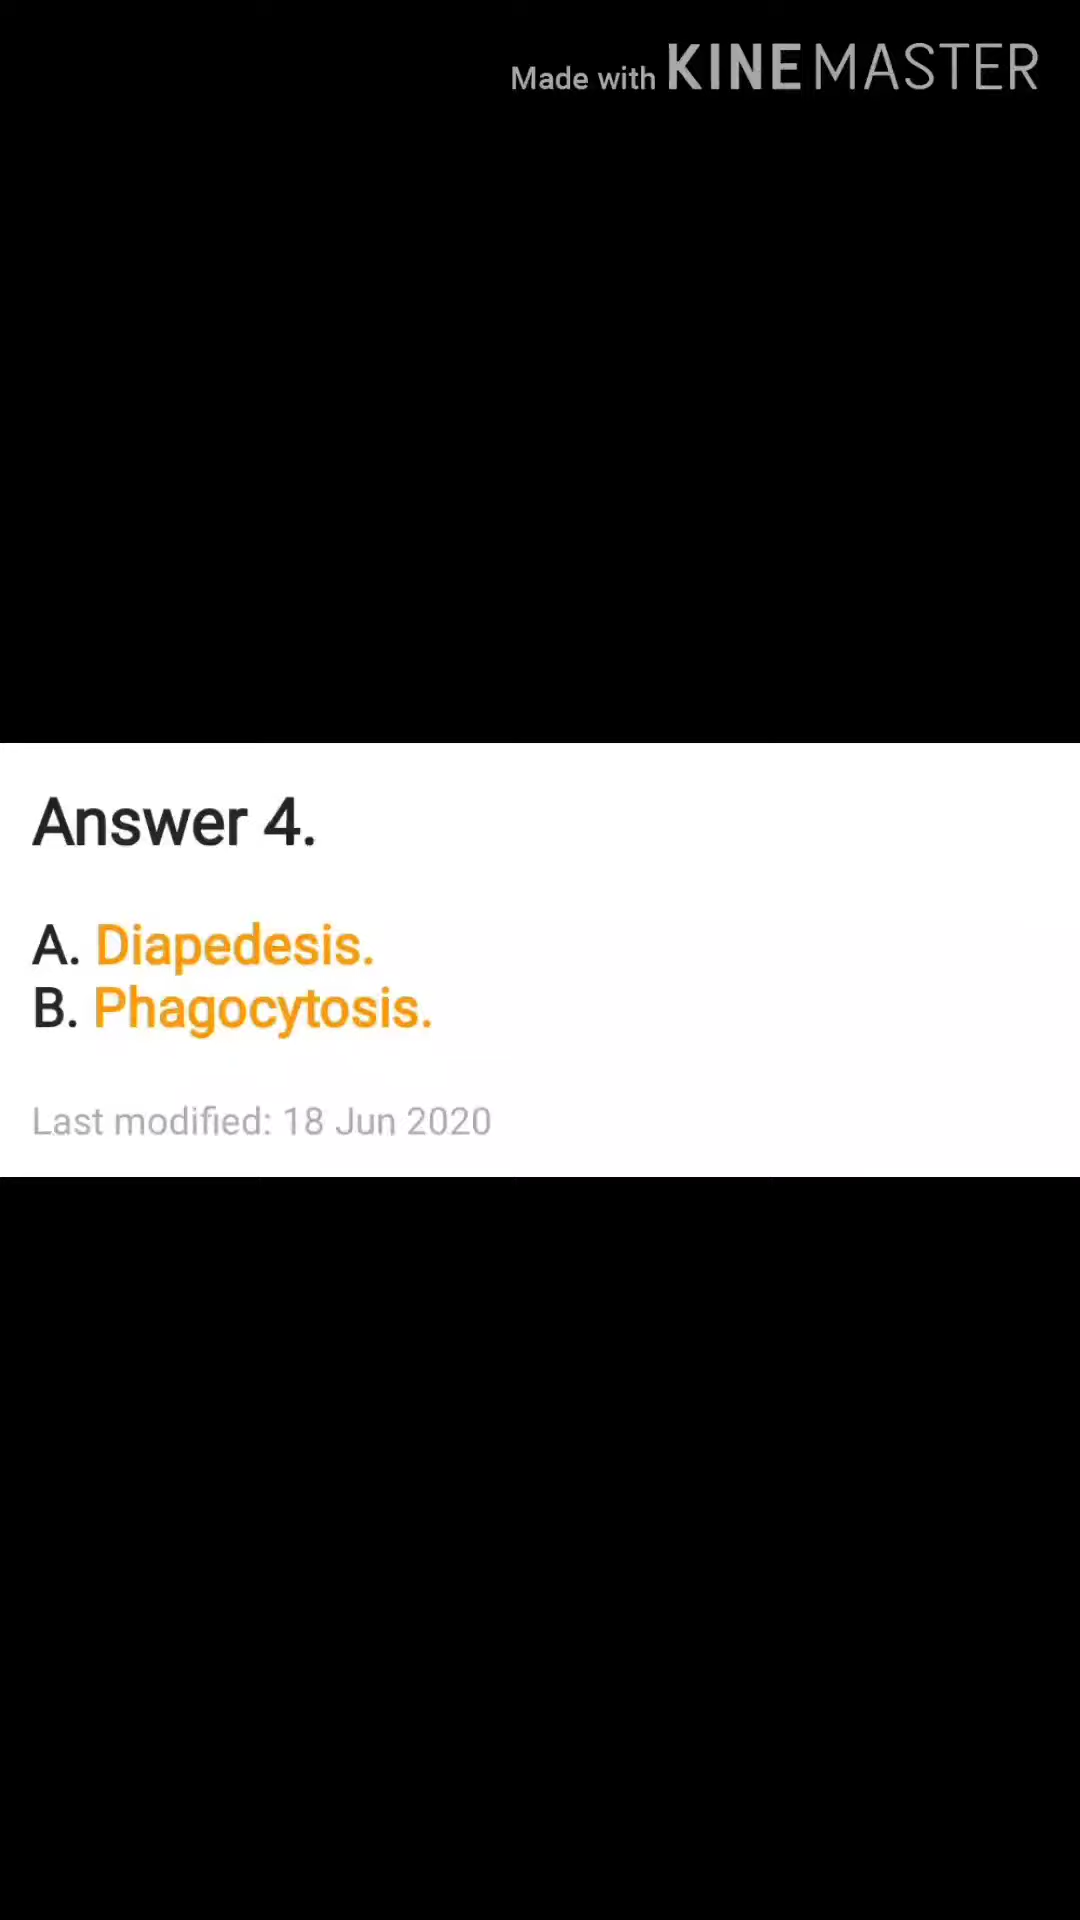 Made with KINEMASTER
Answer 4.
A. Diapedesis.
B. Phagocytosis.
Last modified: 18 Jun 2020